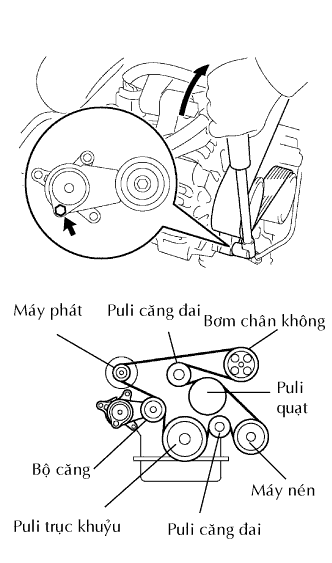 Puli căng đai
Máy phát
Bơm chân không
Puli
quạt
Bộ căng
Máy nén
Puli trục khuỷu
Puli căng đai